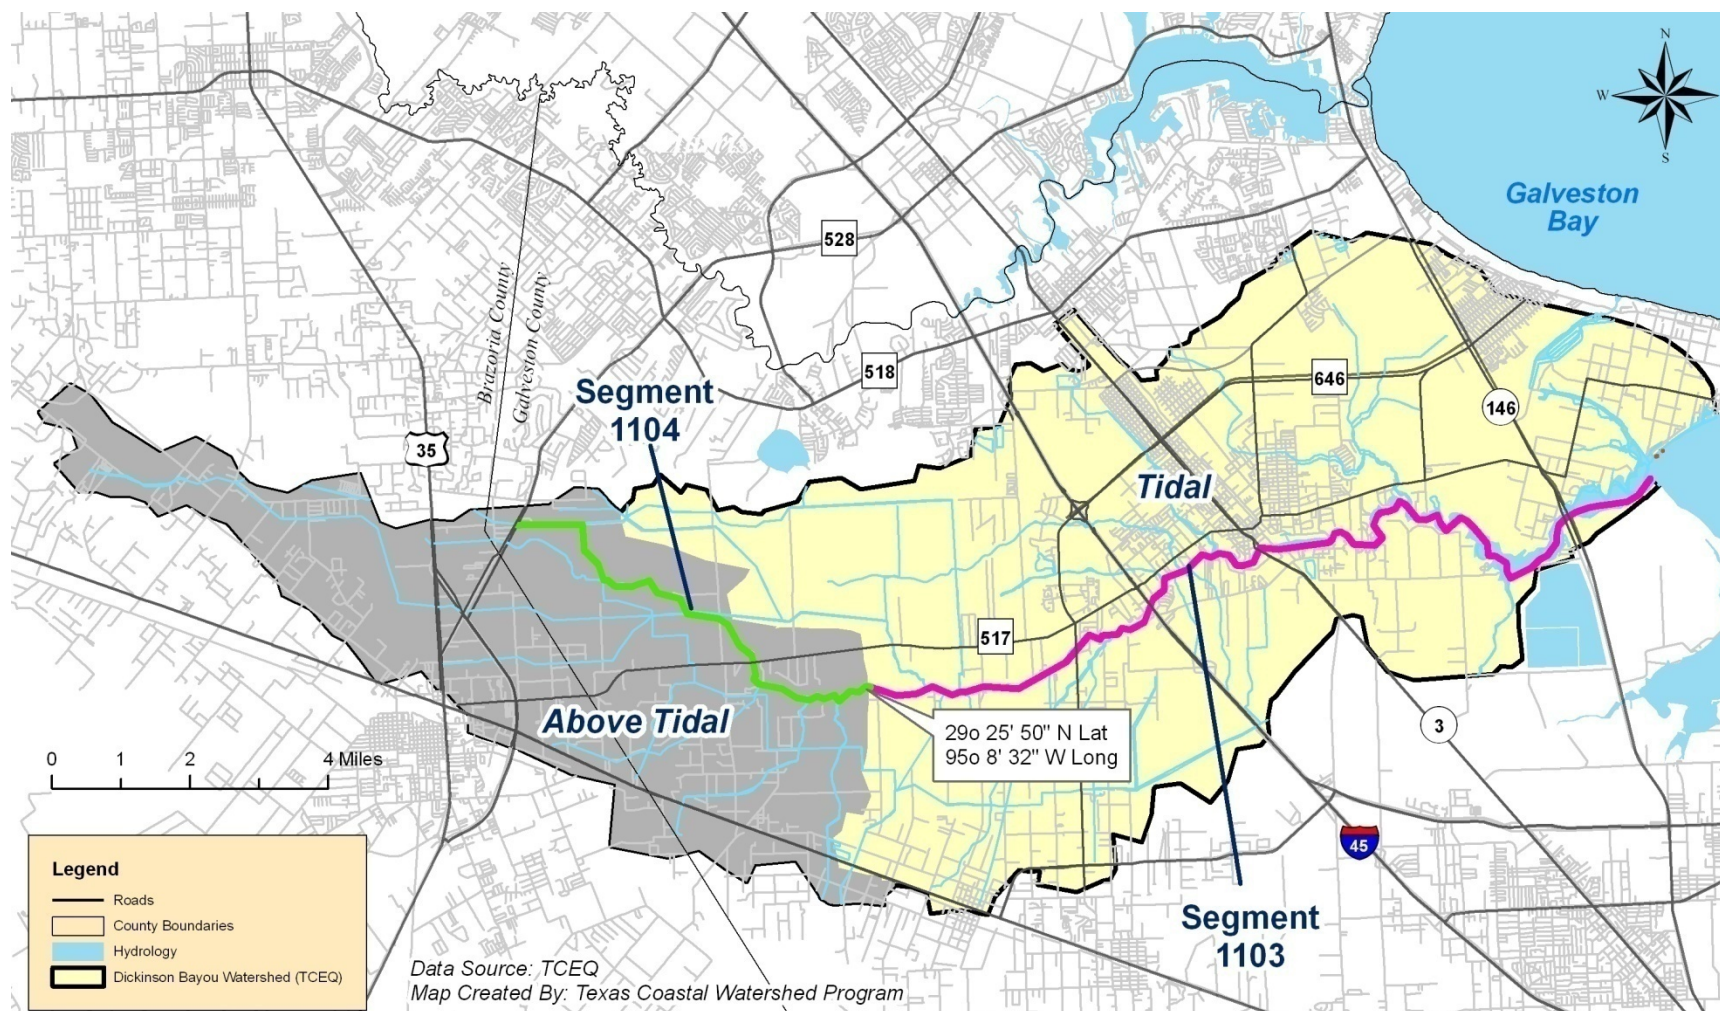 N
W
S
Galveston
Bay
528
Brazoria County
Galveston County
518
646
146
Segment
1104
35
Tidal
517
Above Tidal
29o 25' 50" N Lat
95o 8' 32" W Long
3
0 1 2 4 Miles
45
Segment
1103
Legend
Roads
County Boundaries
Hydrology
Dickinson Bayou Watershed (TCEQ)
Data Source: TCEQ
Map Created By: Texas Coastal Watershed Program